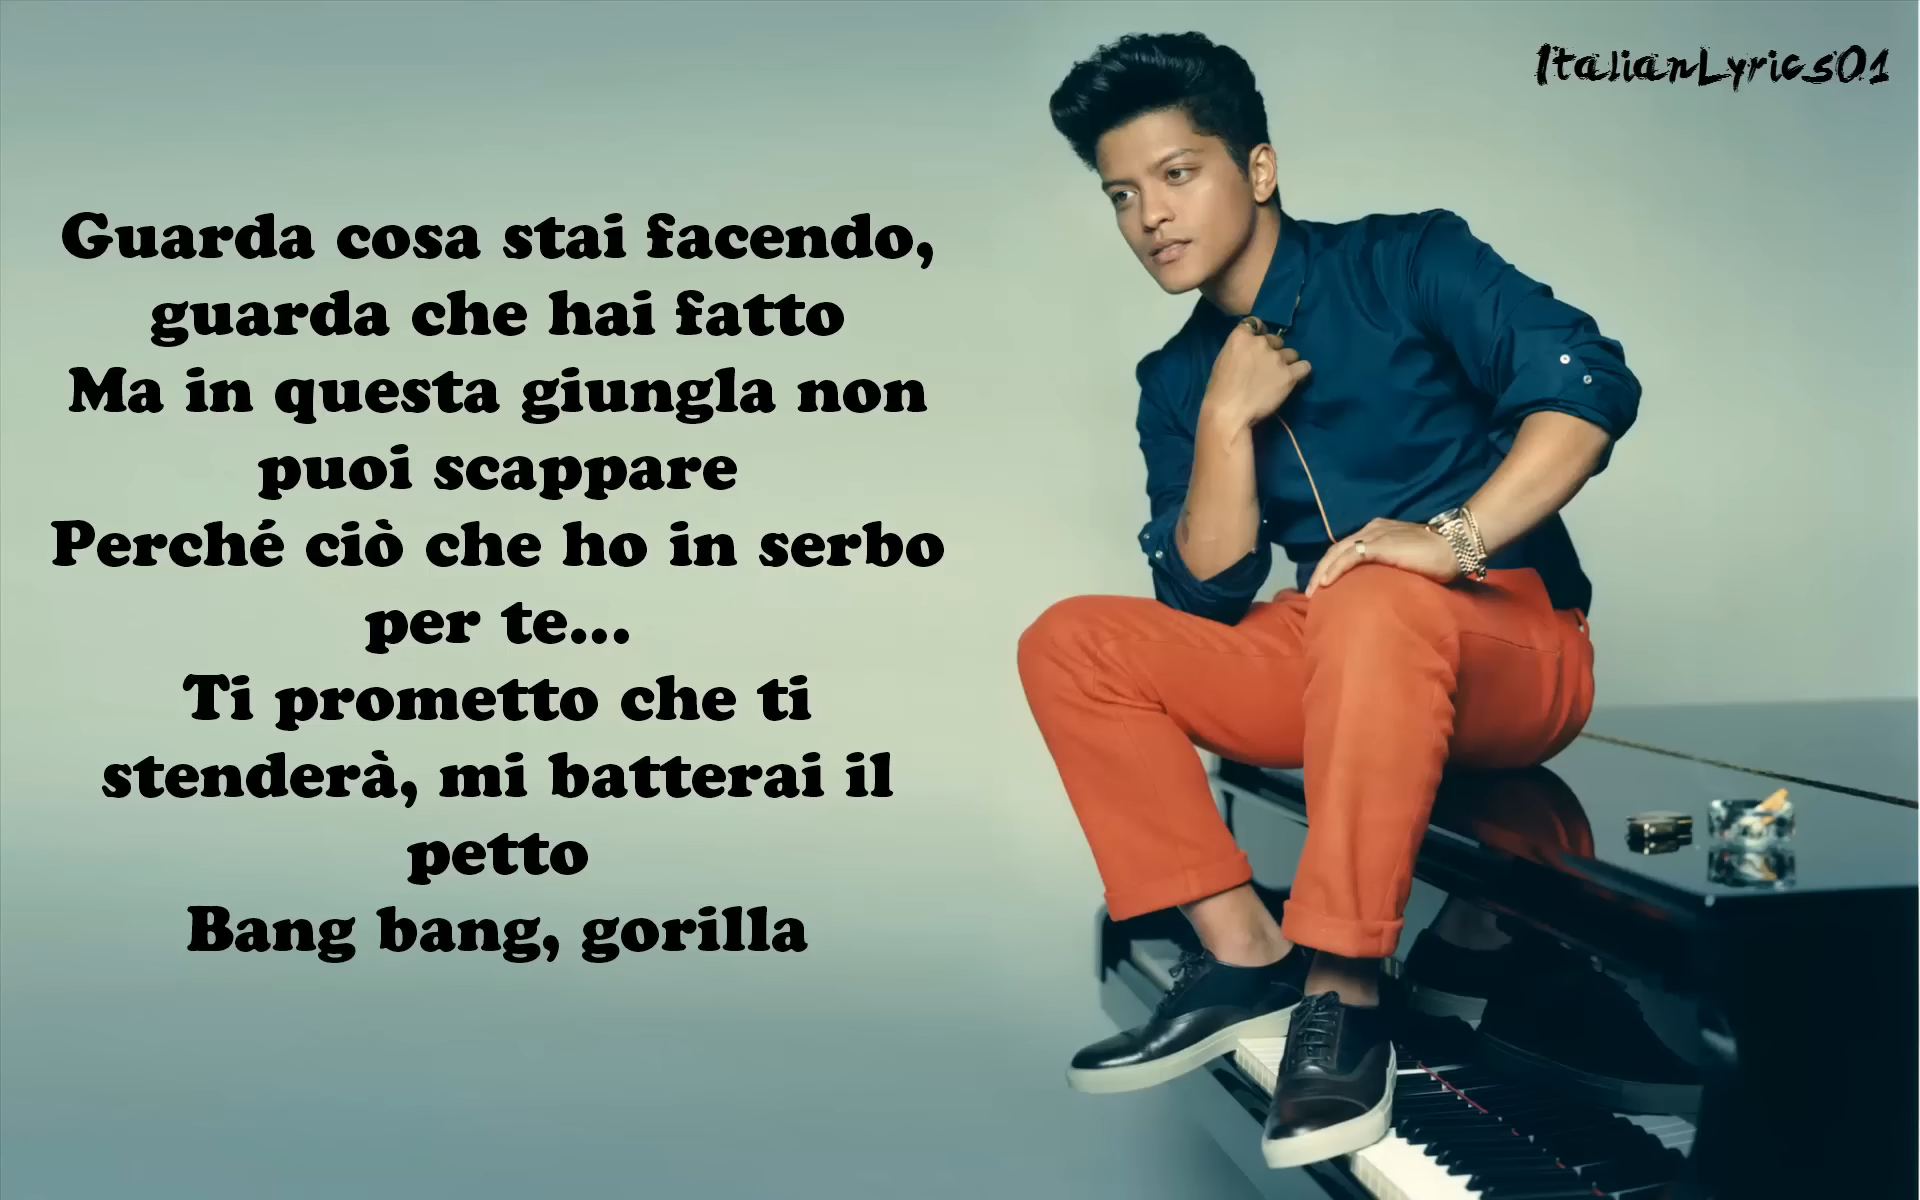 ItalianLyrics01
Guarda cosa stai facendo,
guarda che hai fatto
Ma in questa giungla non
puoi scappare
Perché ciò che ho in serbo
per te...
Ti prometto che ti
stenderà, mi batterai il
petto
Bang bang, gorilla